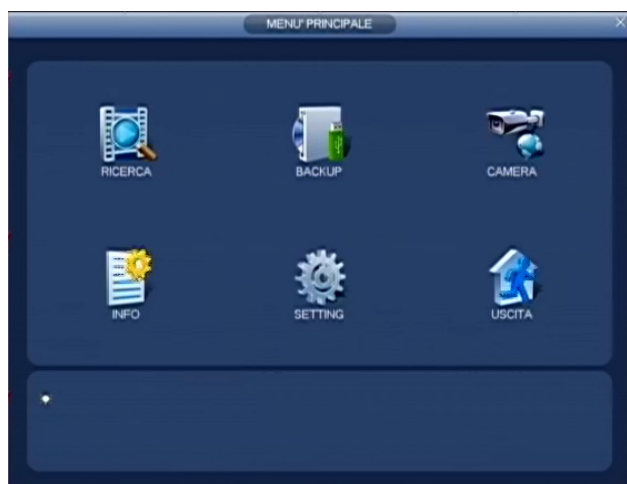 MENU' PRINCIPALE
RICERCA
BACKUP
CAMERA
INFO
SETTING
USCITA